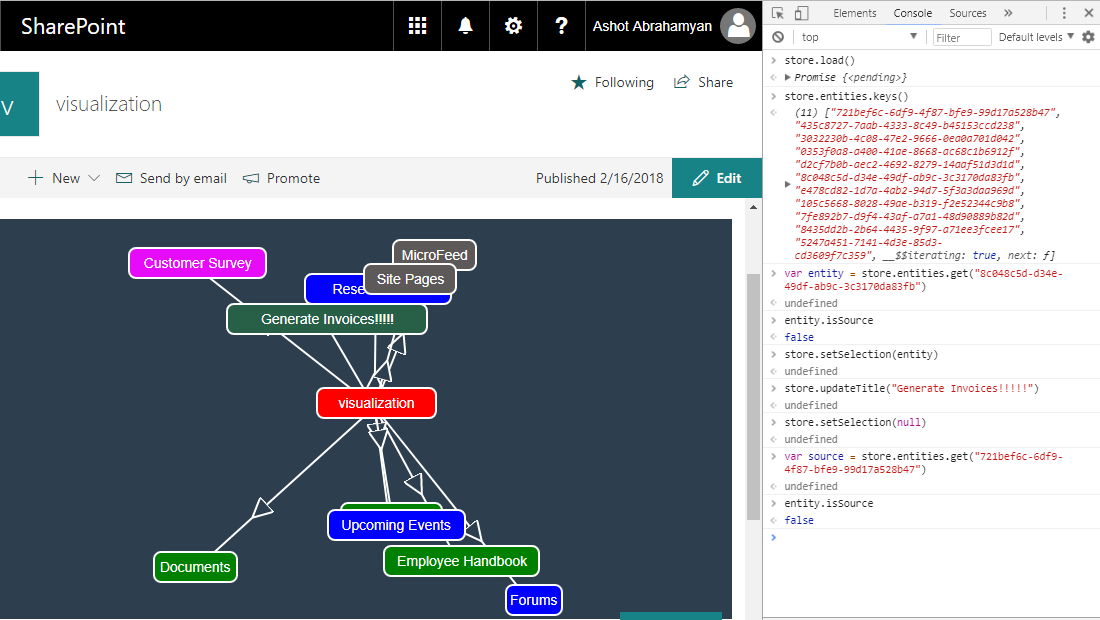 SharePoint
?
Ashot Abrahamyan
Following
Share
V
visualization
New
Send by email
Promote
Published 2/16/2018
Edit
Customer Survey
MicroFeed
Site Pages
Rese
Generate Invoices!!!!!
visualization
Upcoming Events
Employee Handbook
Documents
Forums
Elements
Console
Sources
»
top
Filter
Default levels
store.load()
Promise {<pending>}
store.entities.keys()
(11) ["721bef6c-6df9-4f87-bfe9-99d17a528b47",
"435c8727-7aab-4333-8c49-b45153ccd238",
"3032230b-4c08-47e2-9666-0ea0a701d042",
"0353f0a8-a400-41ae-8668-ac68c1b6912f",
"d2cf7b0b-aec2-4692-8279-14aaf51d3d1d",
"8c048c5d-d34e-49df-ab9c-3c3170da83fb",
"e478cd82-1d7a-4ab2-94d7-5f3a3daa969d",
"105c5668-8028-49ae-b319-f2e52344c9b8",
"7fe892b7-d9f4-43af-a7a1-48d90889b82d",
"8435dd2b-2b64-4435-9f97-a71ee3fcee17",
"5247a451-7141-4d3e-85d3-
cd3609f7c359", __$$iterating: true, next: ƒ]
var entity = store.entities.get("8c048c5d-d34e-
49df-ab9c-3c3170da83fb")
undefined
entity.isSource
false
store.setSelection(entity)
undefined
store.updateTitle("Generate Invoices!!!!!")
undefined
store.setSelection(null)
undefined
var source = store.entities.get("721bef6c-6df9-
4f87-bfe9-99d17a528b47")
undefined
entity.isSource
false